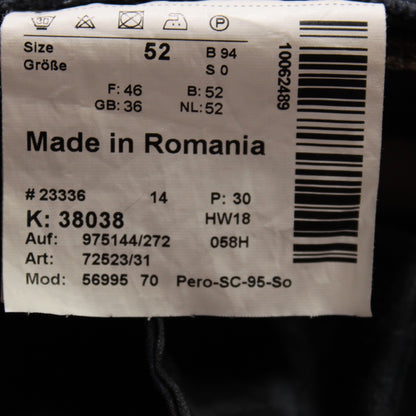 30 P
Size 52 B 94
Größe S 0
F: 46 B: 52
GB: 36 NL: 52
Made in Romania
# 23336 14 P: 30
K: 38038 HW18
Auf: 975144/272 058H
Art: 72523/31
Mod: 56995 70 Pero-SC-95-So
10062489